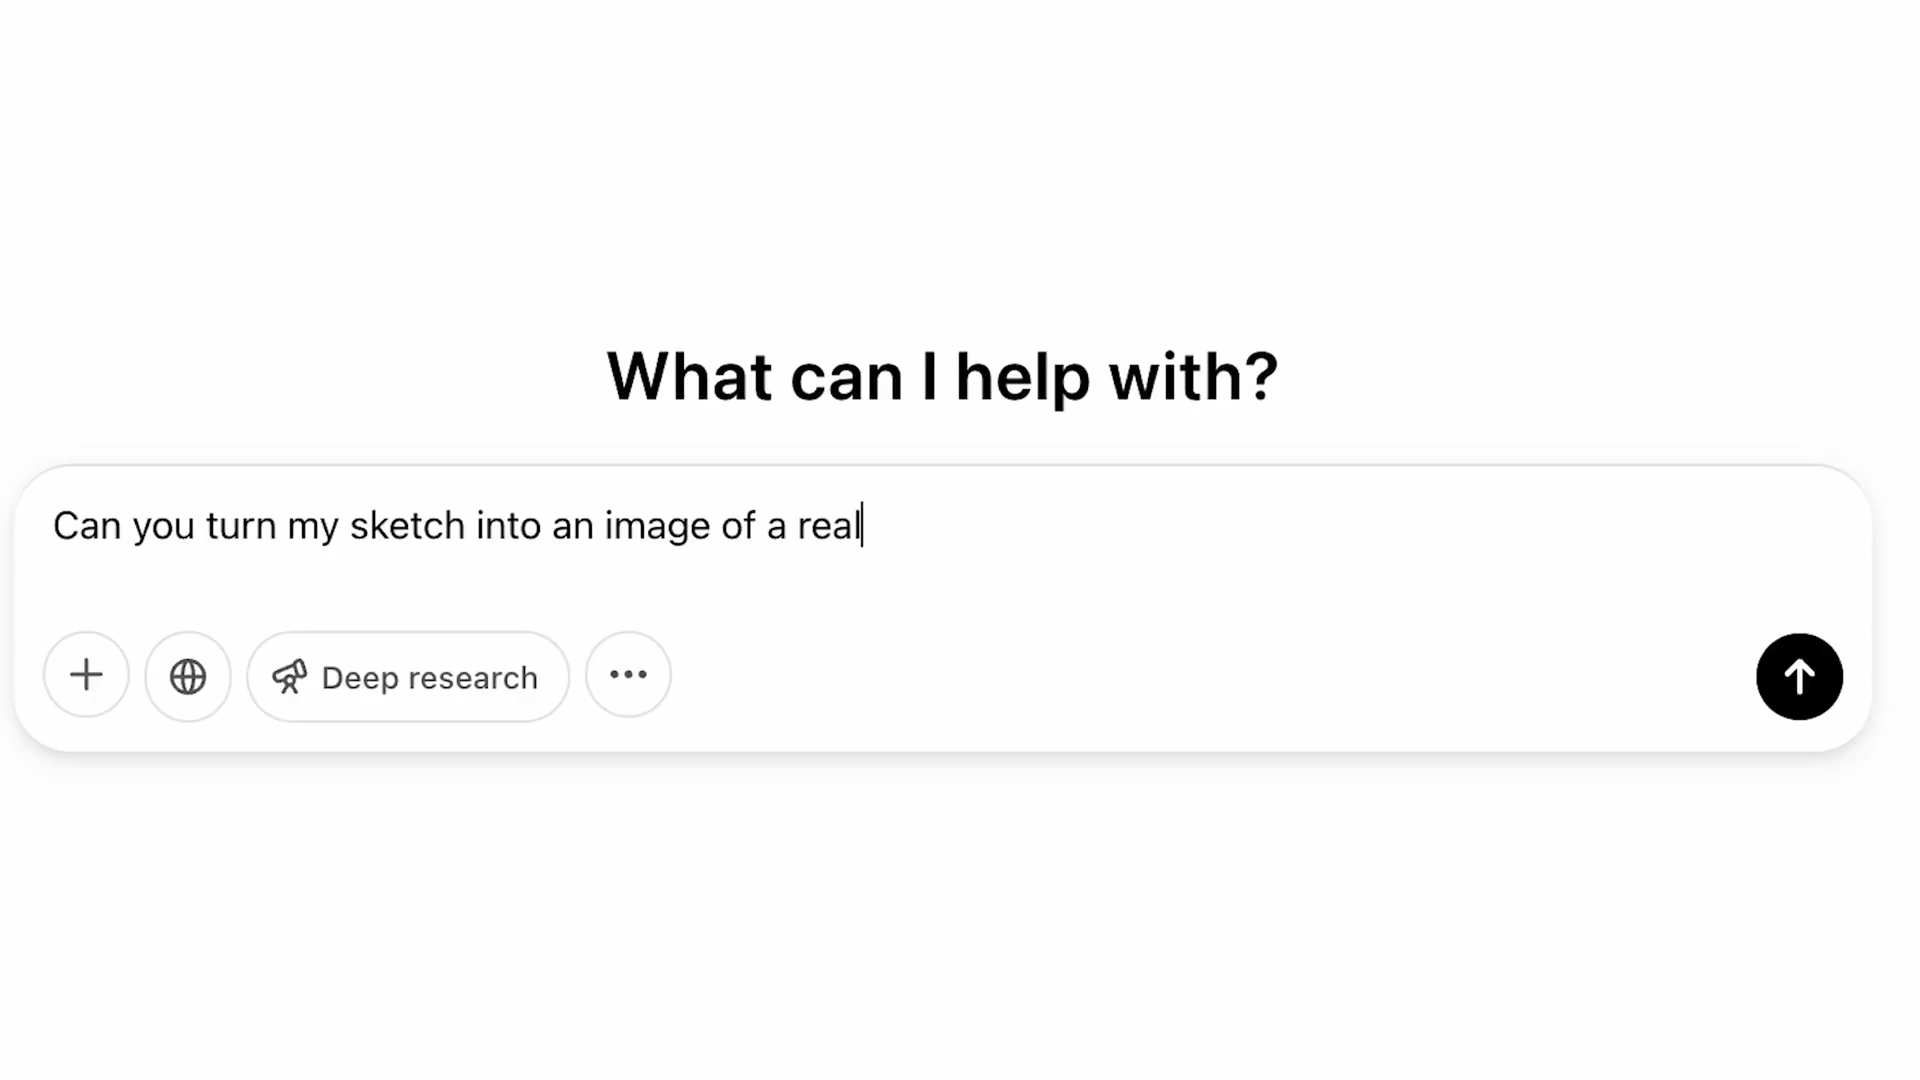 What can I help with?
Can you turn my sketch into an image of a real
Deep research